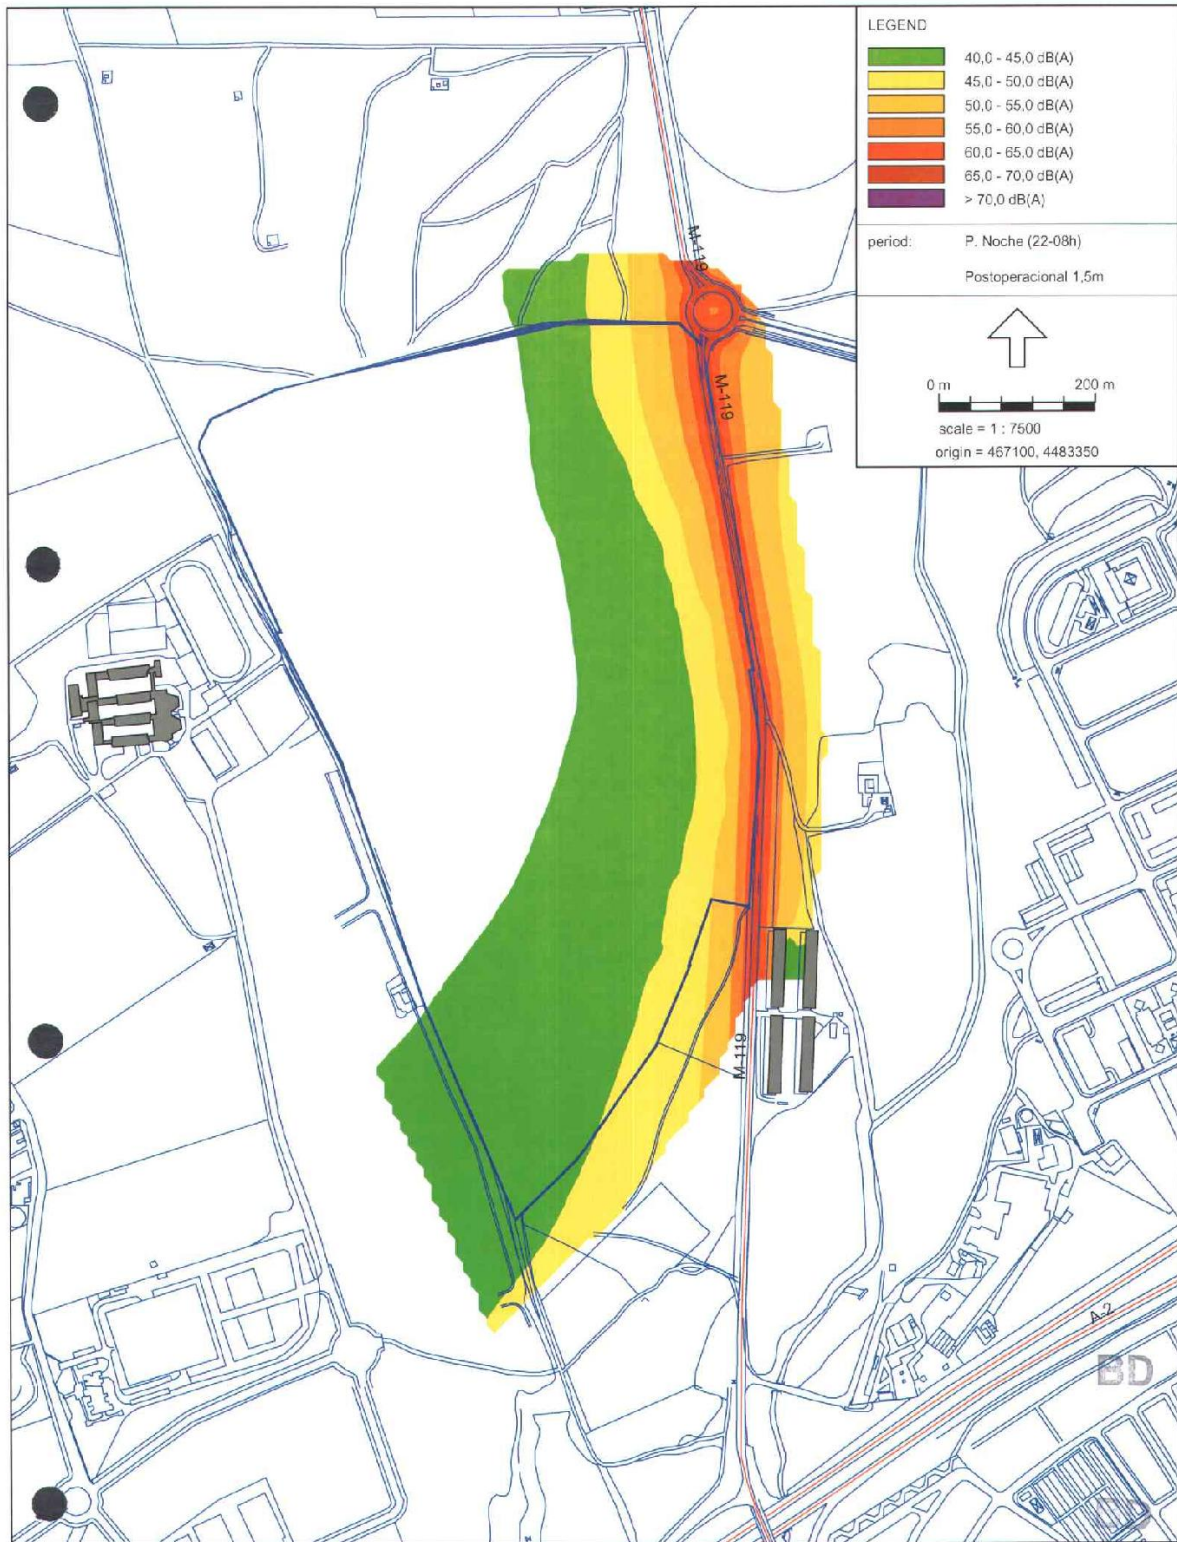 LEGEND
40,0 - 45,0 dB(A)
45,0 - 50,0 dB(A)
50,0 - 55,0 dB(A)
55,0 - 60,0 dB(A)
60,0 - 65,0 dB(A)
65,0 - 70,0 dB(A)
> 70,0 dB(A)
period: P. Noche (22-08h)
Postoperacional 1,5m
0 m 200 m
scale = 1 : 7500
origin = 467100, 4483350
M-119
M-119
M-119
A-2
BD